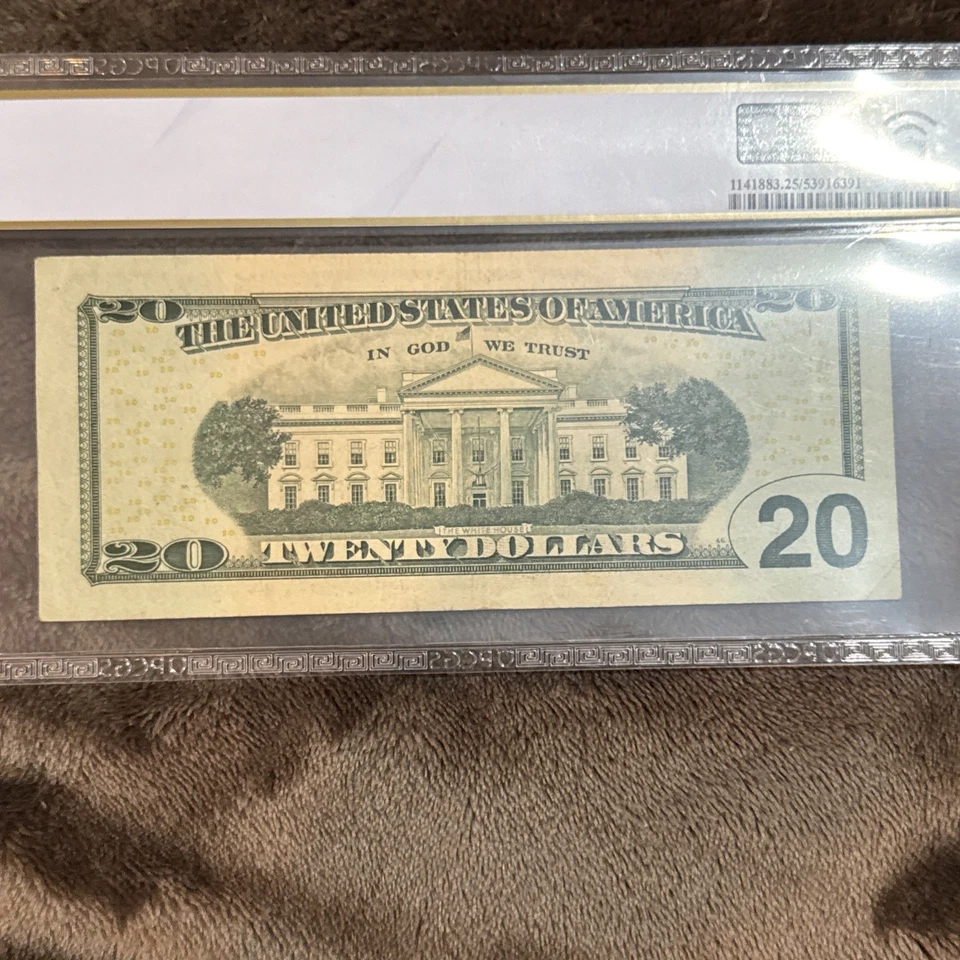 1141883.25/53916391
20 20
THE UNITED STATES OF AMERICA
IN GOD WE TRUST
THE WHITE HOUSE
20 TWENTY DOLLARS 20